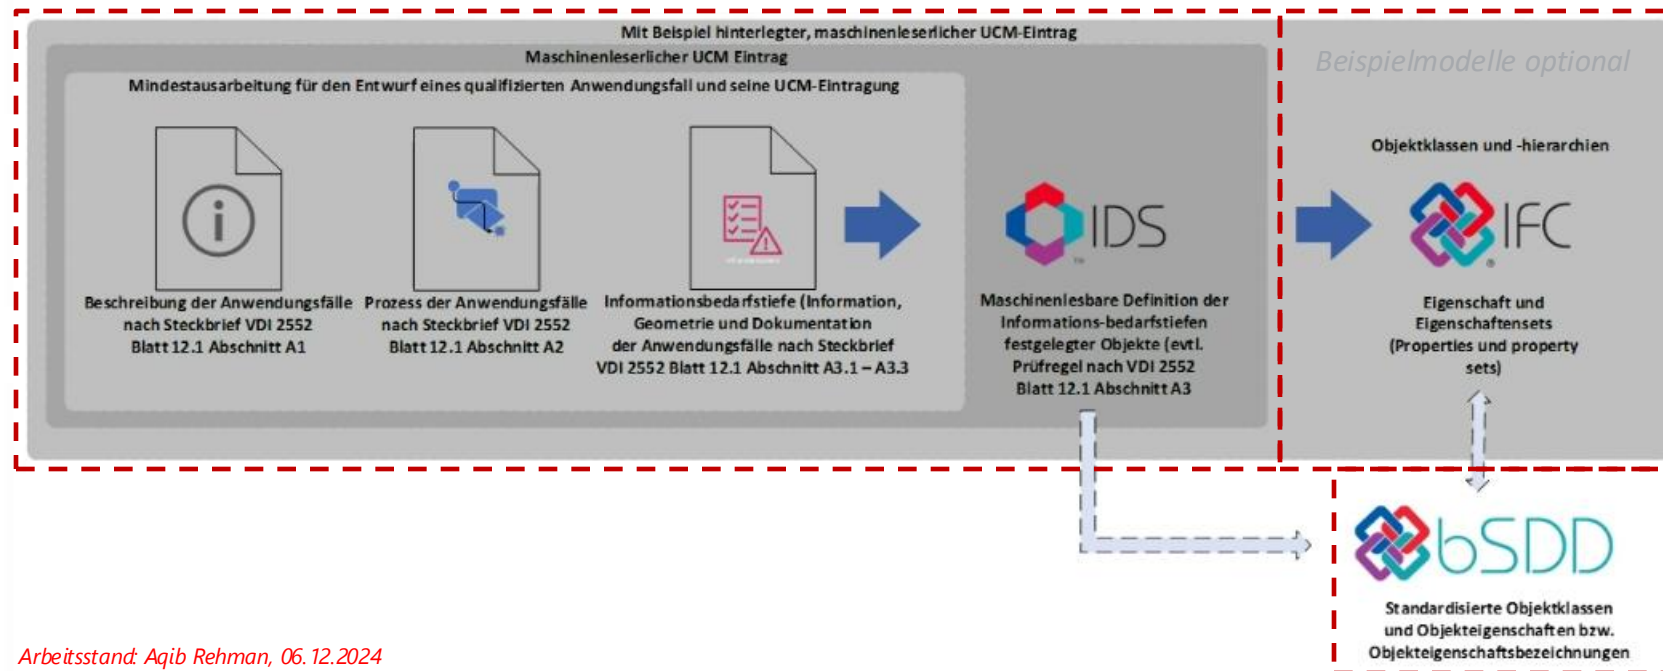 Mit Beispiel hinterlegter, maschinenleserlicher UCM-Eintrag
Maschinenleserlicher UCM Eintrag
Mindestausarbeitung für den Entwurf eines qualifizierten Anwendungsfall und seine UCM-Eintragung
Beispielmodelle optional
Beschreibung der Anwendungsfälle
nach Steckbrief VDI 2552
Blatt 12.1 Abschnitt A1
Prozess der Anwendungsfälle
nach Steckbrief VDI 2552
Blatt 12.1 Abschnitt A2
Informationsbedarfstiefe (Information,
Geometrie und Dokumentation
der Anwendungsfälle nach Steckbrief
VDI 2552 Blatt 12.1 Abschnitt A3.1 – A3.3
IDS
™
Maschinenlesbare Definition der
Informations-bedarfstiefen
festgelegter Objekte (evtl.
Prüfregel nach VDI 2552
Blatt 12.1 Abschnitt A3
Objektklassen und -hierarchien
IFC
®
Eigenschaft und
Eigenschaftensets
(Properties und property
sets)
bSDD
Standardisierte Objektklassen
und Objekteigenschaften bzw.
Objekteigenschaftsbezeichnungen
Arbeitsstand: Aqib Rehman, 06.12.2024